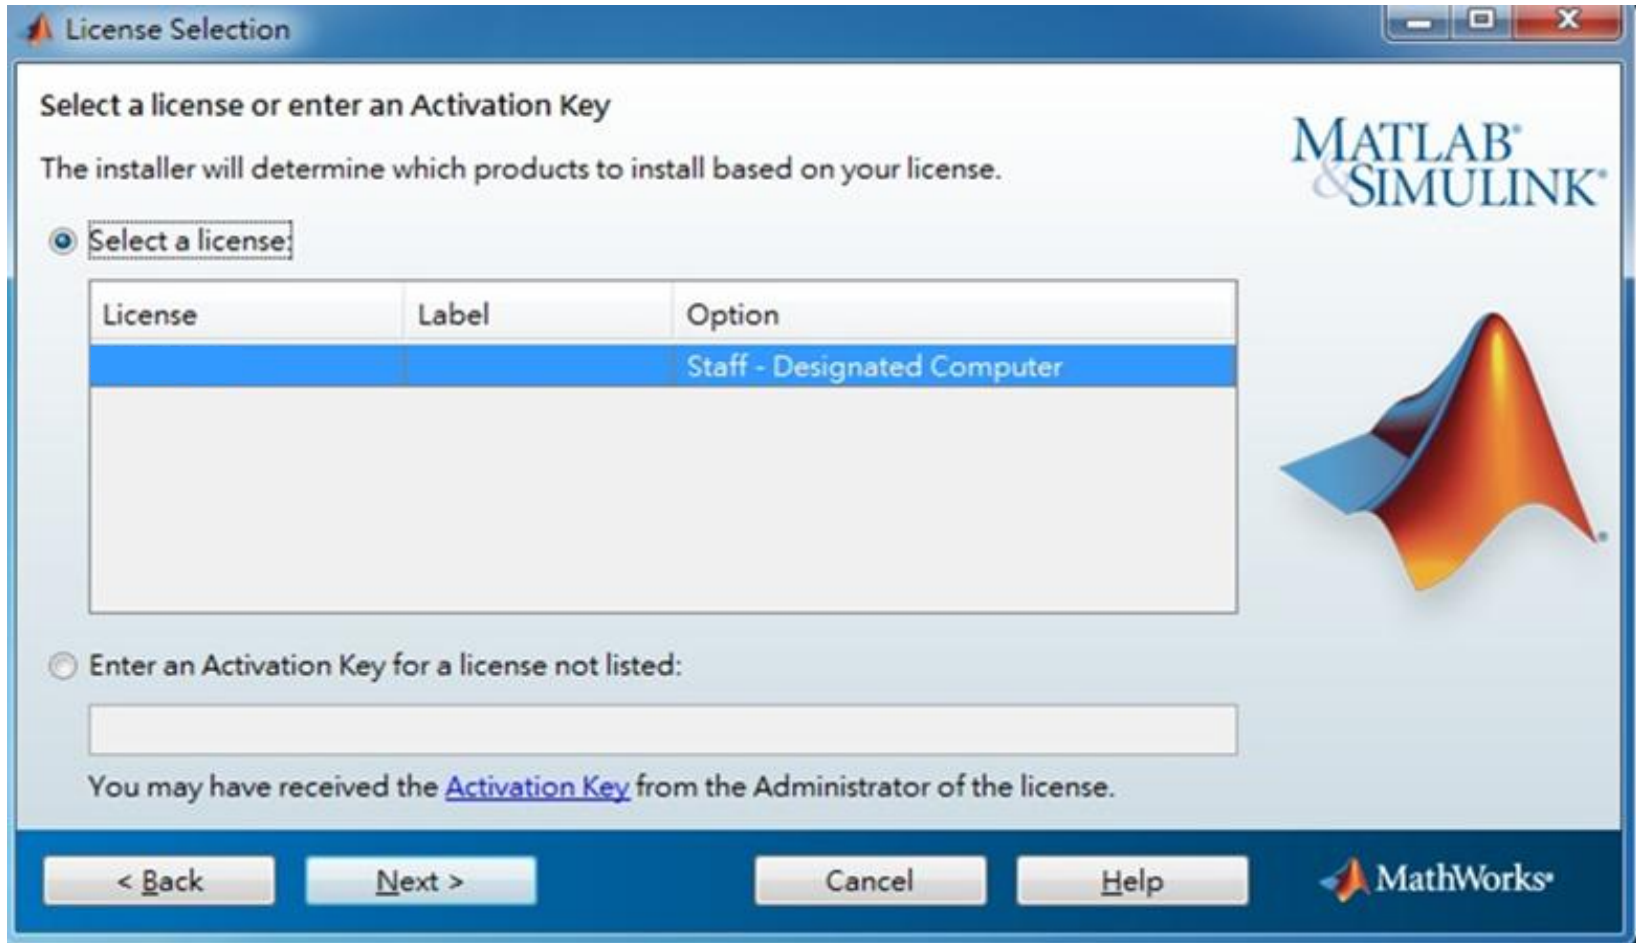 License Selection
Select a license or enter an Activation Key
The installer will determine which products to install based on your license.
MATLAB®
&SIMULINK®
Select a license:
License Label Option
Staff - Designated Computer
Enter an Activation Key for a license not listed:
You may have received the Activation Key from the Administrator of the license.
< Back Next > Cancel Help MathWorks®